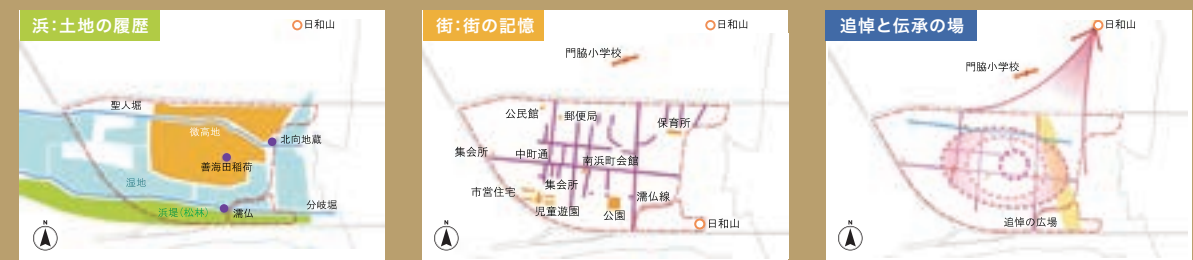 浜:土地の履歴
日和山
聖人堀
微高地
北向地蔵
善海田稲荷
湿地
浜堤(松林)
濡仏
分岐堀
N
街:街の記憶
日和山
門脇小学校
公民館
郵便局
保育所
集会所
中町通
南浜町会館
集会所
市営住宅
濡仏線
児童遊園
公園
日和山
N
追悼と伝承の場
日和山
門脇小学校
追悼の広場
N